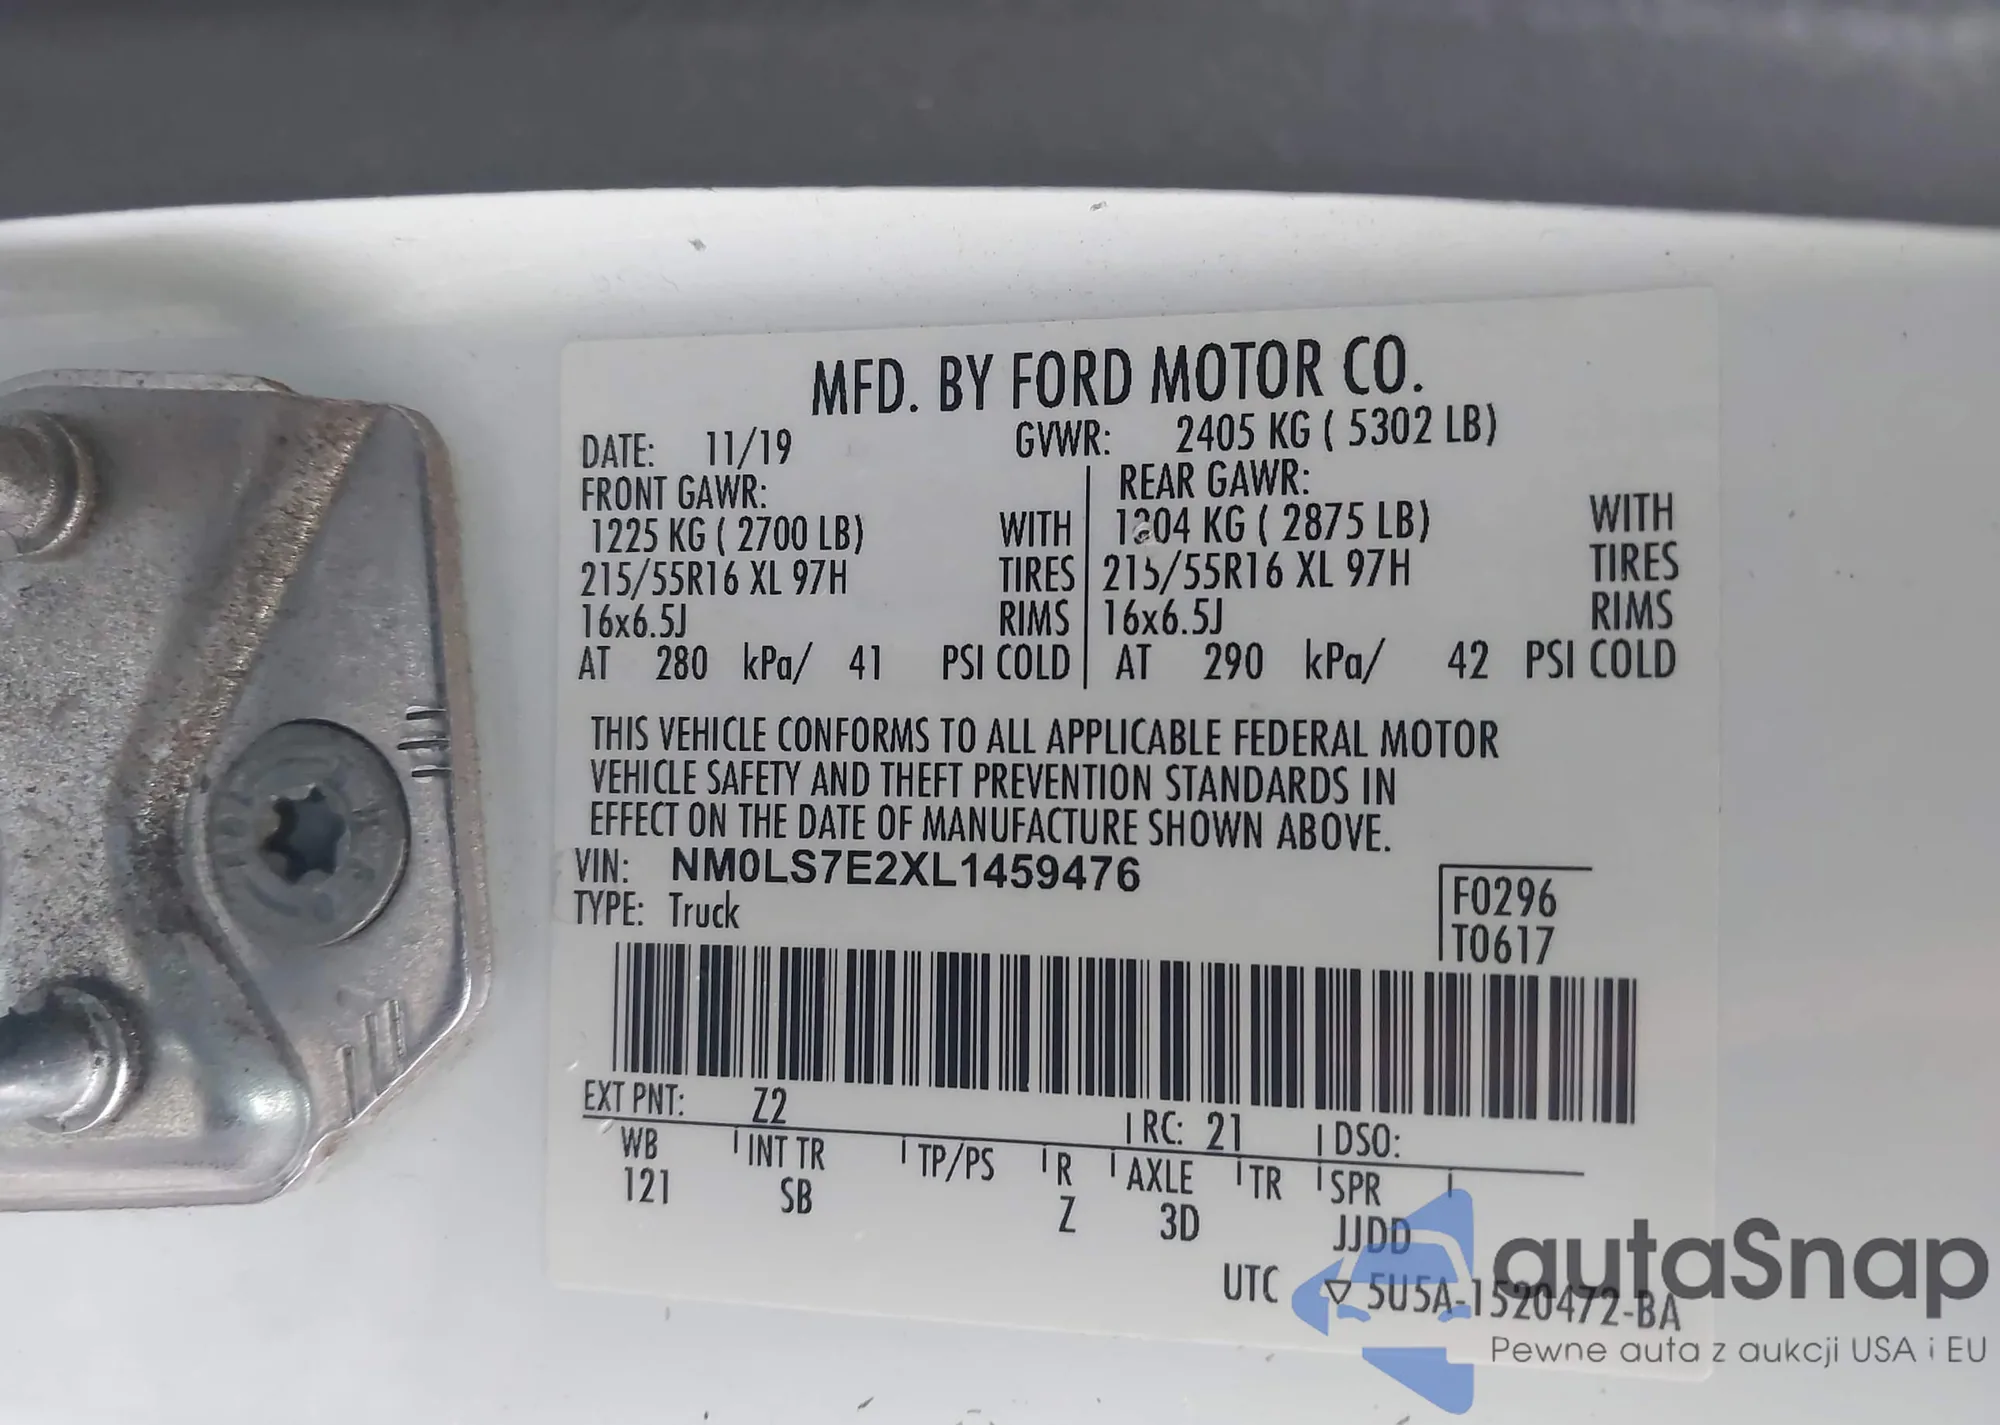 MFD. BY FORD MOTOR CO.
DATE: 11/19 GVWR: 2405 KG ( 5302 LB)
FRONT GAWR: REAR GAWR:
1225 KG ( 2700 LB) WITH 1304 KG ( 2875 LB) WITH
215/55R16 XL 97H TIRES 215/55R16 XL 97H TIRES
16x6.5J RIMS 16x6.5J RIMS
AT 280 kPa/ 41 PSI COLD AT 290 kPa/ 42 PSI COLD
THIS VEHICLE CONFORMS TO ALL APPLICABLE FEDERAL MOTOR
VEHICLE SAFETY AND THEFT PREVENTION STANDARDS IN
EFFECT ON THE DATE OF MANUFACTURE SHOWN ABOVE.
VIN: NM0LS7E2XL1459476
TYPE: Truck
F0296
T0617
EXT PNT: Z2 RC: 21 DSO:
WB INT TR TP/PS R AXLE TR SPR
121 SB Z 3D JJDD
UTC ▽ 5U5A-1520472-BA
autaSnap
Pewne auta z aukcji USA i EU